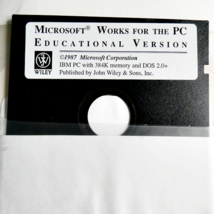 MICROSOFT® WORKS FOR THE PC
EDUCATIONAL VERSION
©1987 Microsoft Corporation
IBM PC with 384K memory and DOS 2.0+
Published by John Wiley & Sons, Inc.
WILEY